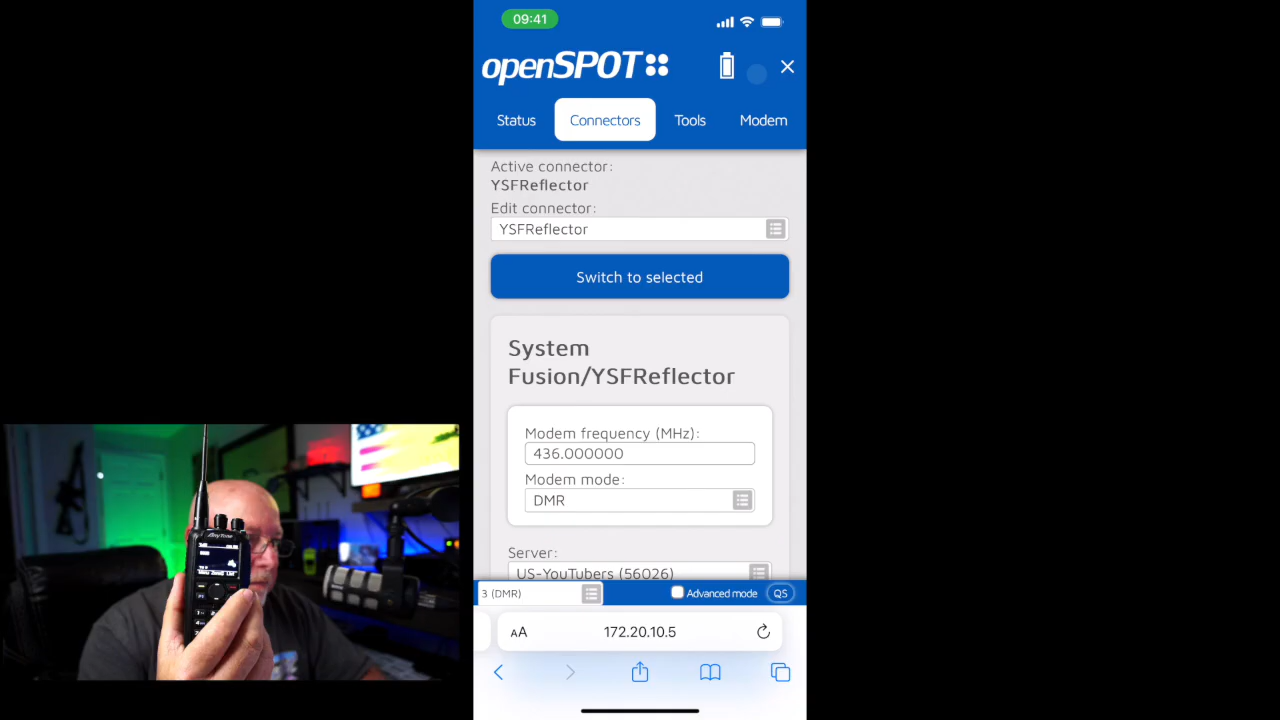 09:41
openSPOT
Status
Connectors
Tools
Modem
Active connector:
YSFReflector
Edit connector:
YSFReflector
Switch to selected
System
Fusion/YSFReflector
Modem frequency (MHz):
436.000000
Modem mode:
DMR
Server:
US-YouTubers (56026)
3 (DMR)
Advanced mode
QS
AA
172.20.10.5
AnyTone